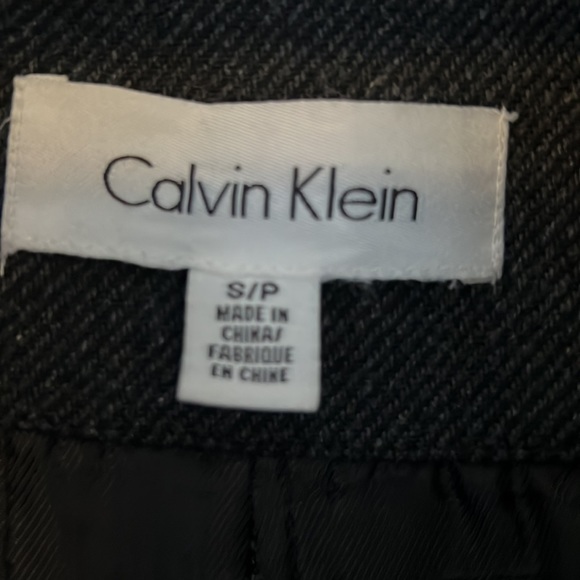 Calvin Klein
S/P
MADE IN
CHINA/
FABRIQUE
EN CHINE